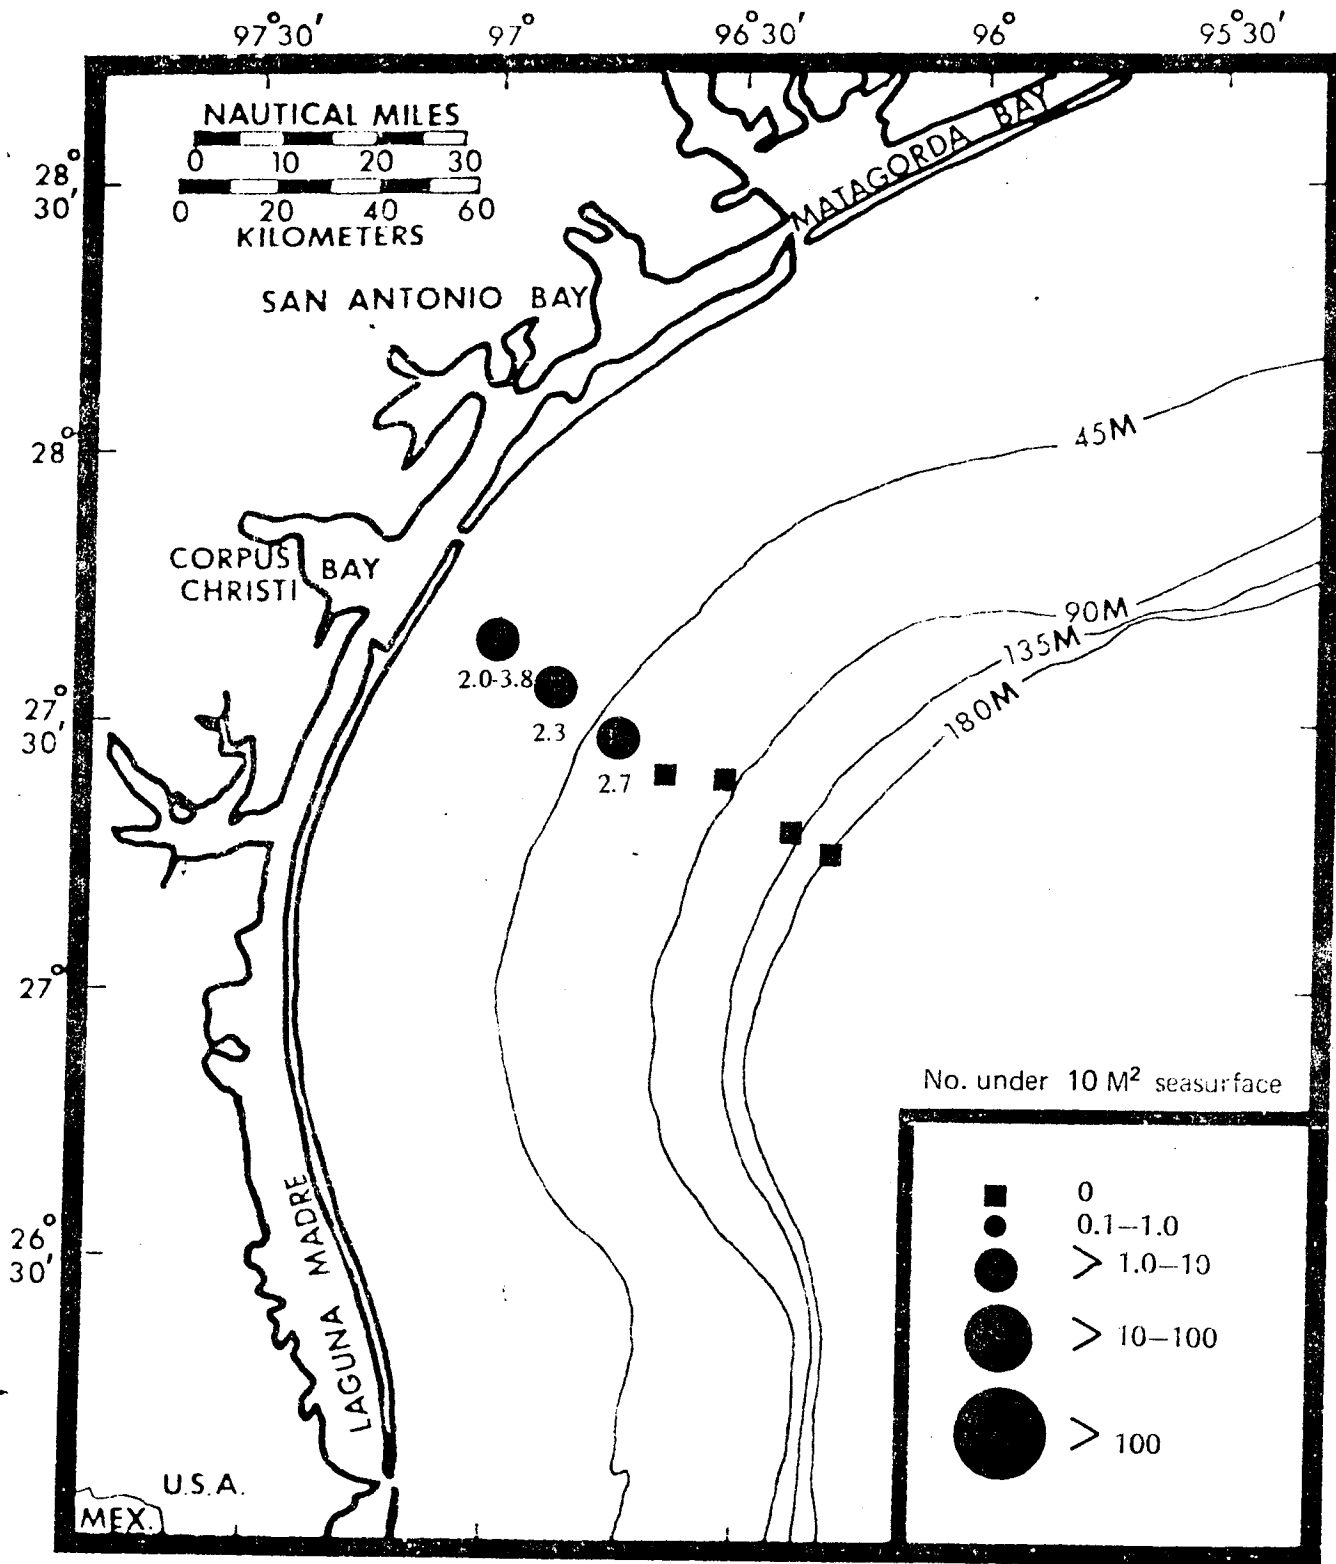 97°30' 97° 96°30' 96° 95°30'
NAUTICAL MILES
0 10 20 30
0 20 40 60
KILOMETERS
28°
30'
MATAGORDA BAY
SAN ANTONIO BAY
28°
45M
CORPUS
CHRISTI
BAY
90M
135M
180M
2.0-3.8
2.3
2.7
27°
30'
27°
No. under 10 M² seasurface
0
0.1–1.0
> 1.0–10
> 10–100
> 100
26°
30'
LAGUNA MADRE
U.S.A.
MEX.